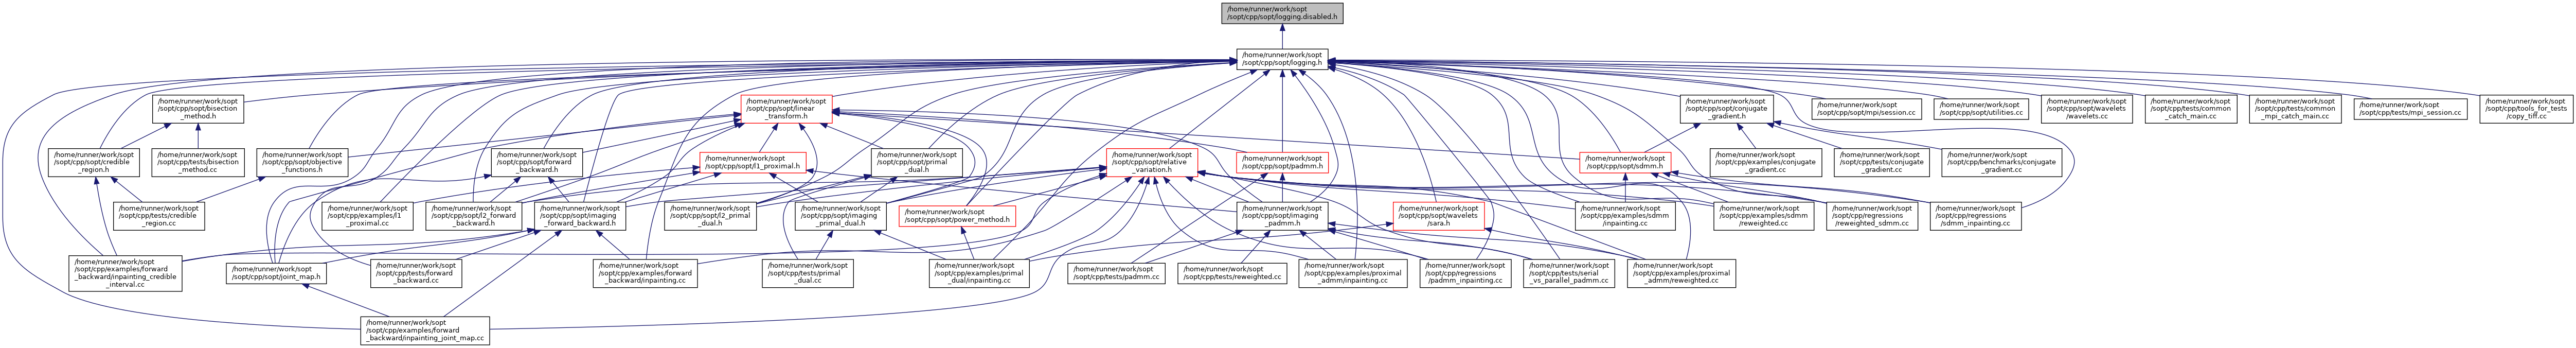 /home/runner/work/sopt
/sopt/cpp/sopt/logging.disabled.h
/home/runner/work/sopt
/sopt/cpp/sopt/logging.h
/home/runner/work/sopt
/sopt/cpp/sopt/bisection
_method.h
/home/runner/work/sopt
/sopt/cpp/sopt/linear
_transform.h
/home/runner/work/sopt
/sopt/cpp/sopt/conjugate
_gradient.h
/home/runner/work/sopt
/sopt/cpp/sopt/mpi/session.cc
/home/runner/work/sopt
/sopt/cpp/sopt/utilities.cc
/home/runner/work/sopt
/sopt/cpp/sopt/wavelets
/wavelets.cc
/home/runner/work/sopt
/sopt/cpp/tests/common
_catch_main.cc
/home/runner/work/sopt
/sopt/cpp/tests/common
_mpi_catch_main.cc
/home/runner/work/sopt
/sopt/cpp/tests/mpi_session.cc
/home/runner/work/sopt
/sopt/cpp/tools_for_tests
/copy_tiff.cc
/home/runner/work/sopt
/sopt/cpp/sopt/credible
_region.h
/home/runner/work/sopt
/sopt/cpp/tests/bisection
_method.cc
/home/runner/work/sopt
/sopt/cpp/sopt/objective
_functions.h
/home/runner/work/sopt
/sopt/cpp/sopt/forward
_backward.h
/home/runner/work/sopt
/sopt/cpp/sopt/l1_proximal.h
/home/runner/work/sopt
/sopt/cpp/sopt/primal
_dual.h
/home/runner/work/sopt
/sopt/cpp/sopt/relative
_variation.h
/home/runner/work/sopt
/sopt/cpp/sopt/padmm.h
/home/runner/work/sopt
/sopt/cpp/sopt/sdmm.h
/home/runner/work/sopt
/sopt/cpp/examples/conjugate
_gradient.cc
/home/runner/work/sopt
/sopt/cpp/tests/conjugate
_gradient.cc
/home/runner/work/sopt
/sopt/cpp/benchmarks/conjugate
_gradient.cc
/home/runner/work/sopt
/sopt/cpp/tests/credible
_region.cc
/home/runner/work/sopt
/sopt/cpp/examples/l1
_proximal.cc
/home/runner/work/sopt
/sopt/cpp/sopt/l2_forward
_backward.h
/home/runner/work/sopt
/sopt/cpp/sopt/imaging
_forward_backward.h
/home/runner/work/sopt
/sopt/cpp/sopt/l2_primal
_dual.h
/home/runner/work/sopt
/sopt/cpp/sopt/imaging
_primal_dual.h
/home/runner/work/sopt
/sopt/cpp/sopt/power_method.h
/home/runner/work/sopt
/sopt/cpp/sopt/imaging
_padmm.h
/home/runner/work/sopt
/sopt/cpp/sopt/wavelets
/sara.h
/home/runner/work/sopt
/sopt/cpp/examples/sdmm
/inpainting.cc
/home/runner/work/sopt
/sopt/cpp/examples/sdmm
/reweighted.cc
/home/runner/work/sopt
/sopt/cpp/regressions
/reweighted_sdmm.cc
/home/runner/work/sopt
/sopt/cpp/regressions
/sdmm_inpainting.cc
/home/runner/work/sopt
/sopt/cpp/examples/forward
_backward/inpainting_credible
_interval.cc
/home/runner/work/sopt
/sopt/cpp/sopt/joint_map.h
/home/runner/work/sopt
/sopt/cpp/tests/forward
_backward.cc
/home/runner/work/sopt
/sopt/cpp/examples/forward
_backward/inpainting.cc
/home/runner/work/sopt
/sopt/cpp/tests/primal
_dual.cc
/home/runner/work/sopt
/sopt/cpp/examples/primal
_dual/inpainting.cc
/home/runner/work/sopt
/sopt/cpp/tests/padmm.cc
/home/runner/work/sopt
/sopt/cpp/tests/reweighted.cc
/home/runner/work/sopt
/sopt/cpp/examples/proximal
_admm/inpainting.cc
/home/runner/work/sopt
/sopt/cpp/regressions
/padmm_inpainting.cc
/home/runner/work/sopt
/sopt/cpp/tests/serial
_vs_parallel_padmm.cc
/home/runner/work/sopt
/sopt/cpp/examples/proximal
_admm/reweighted.cc
/home/runner/work/sopt
/sopt/cpp/examples/forward
_backward/inpainting_joint_map.cc